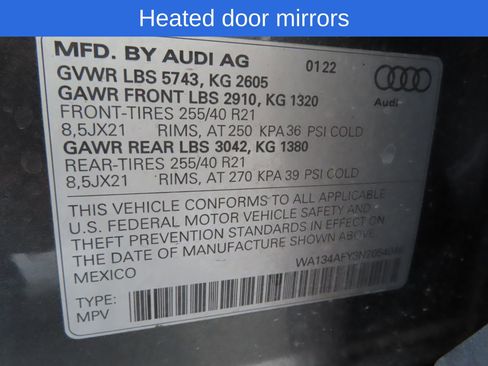 Heated door mirrors
MFD. BY AUDI AG 0122
GVWR LBS 5743, KG 2605
GAWR FRONT LBS 2910, KG 1320
Audi
FRONT-TIRES 255/40 R21
8,5JX21 RIMS, AT 250 KPA 36 PSI COLD
GAWR REAR LBS 3042, KG 1380
REAR-TIRES 255/40 R21
8,5JX21 RIMS, AT 270 KPA 39 PSI COLD
THIS VEHICLE CONFORMS TO ALL APPLICABLE
U.S. FEDERAL MOTOR VEHICLE SAFETY AND
THEFT PREVENTION STANDARDS IN EFFECT ON
THE DATE OF MANUFACTURE SHOWN ABOVE.
MEXICO
TYPE:
MPV